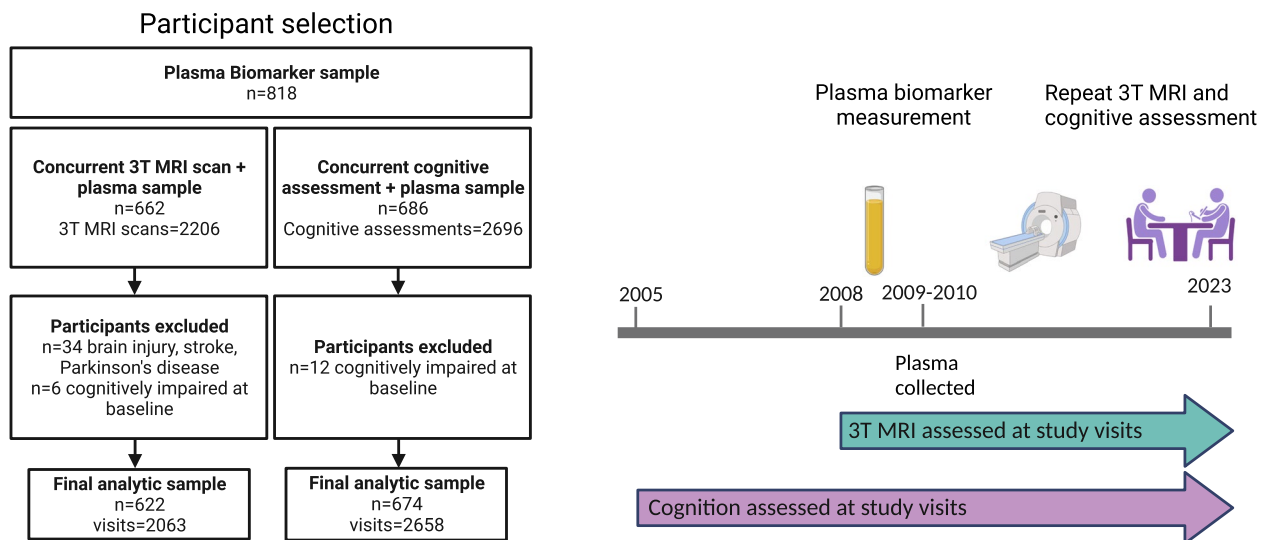 Participant selection
Plasma Biomarker sample
n=818
Concurrent 3T MRI scan +
plasma sample
n=662
3T MRI scans=2206
Concurrent cognitive
assessment + plasma sample
n=686
Cognitive assessments=2696
Participants excluded
n=34 brain injury, stroke,
Parkinson's disease
n=6 cognitively impaired at
baseline
Participants excluded
n=12 cognitively impaired at
baseline
Final analytic sample
n=622
visits=2063
Final analytic sample
n=674
visits=2658
Plasma biomarker
measurement
Repeat 3T MRI and
cognitive assessment
2005
2008
2009-2010
2023
Plasma
collected
3T MRI assessed at study visits
Cognition assessed at study visits